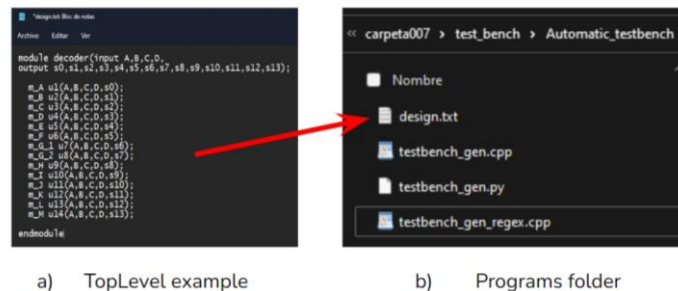 *design.txt: Bloc de notas
Archivo Editar Ver
module decoder(input A,B,C,D,
output s0,s1,s2,s3,s4,s5,s6,s7,s8,s9,s10,s11,s12,s13);
m_A u1(A,B,C,D,s0);
m_B u2(A,B,C,D,s1);
m_C u3(A,B,C,D,s2);
m_D u4(A,B,C,D,s3);
m_E u5(A,B,C,D,s4);
m_F u6(A,B,C,D,s5);
m_G_1 u7(A,B,C,D,s6);
m_G_2 u8(A,B,C,D,s7);
m_H u9(A,B,C,D,s8);
m_I u10(A,B,C,D,s9);
m_J u11(A,B,C,D,s10);
m_K u12(A,B,C,D,s11);
m_L u13(A,B,C,D,s12);
m_M u14(A,B,C,D,s13);
endmodule
« carpeta007 › test_bench › Automatic_testbench
Nombre
design.txt
testbench_gen.cpp
testbench_gen.py
testbench_gen_regex.cpp
a) TopLevel example
b) Programs folder